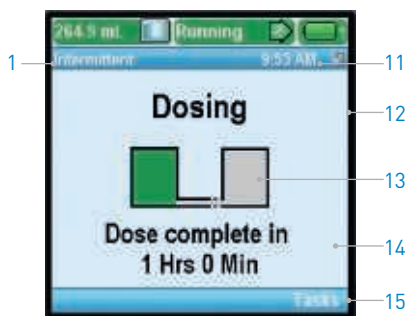 264.9 mL Running
1 Intermittent 9:55 AM 11
Dosing
12
13
Dose complete in
14
1 Hrs 0 Min
Tasks 15